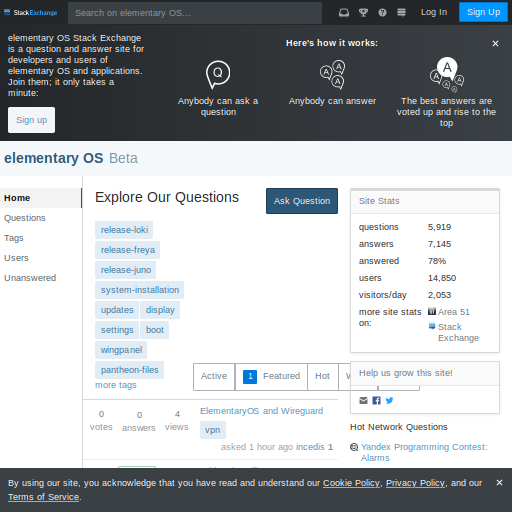 StackExchange
Search on elementary OS…
Log In
Sign Up
elementary OS Stack Exchange
is a question and answer site for
developers and users of
elementary OS and applications.
Join them; it only takes a
minute:
Sign up
Here's how it works:
Anybody can ask a
question
Anybody can answer
The best answers are
voted up and rise to the
top
elementary OS Beta
Home
Questions
Tags
Users
Unanswered
Explore Our Questions
Ask Question
release-loki
release-freya
release-juno
system-installation
updates display
settings boot
wingpanel
pantheon-files
more tags
Active
1 Featured
Hot
0
votes
0
answers
4
views
ElementaryOS and Wireguard
vpn
asked 1 hour ago incedis 1
Site Stats
questions 5,919
answers 7,145
answered 78%
users 14,850
visitors/day 2,053
more site stats
on:
Area 51
Stack
Exchange
Help us grow this site!
Hot Network Questions
Yandex Programming Contest:
Alarms
By using our site, you acknowledge that you have read and understand our Cookie Policy, Privacy Policy, and our
Terms of Service.